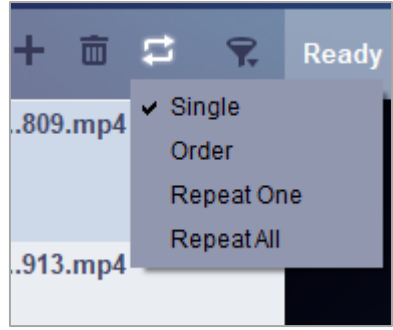 Ready
..809.mp4
Single
Order
Repeat One
Repeat All
..913.mp4